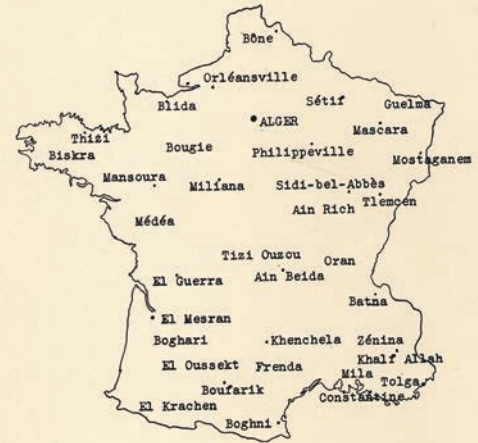 Bône
Orléansville
Blida
Sétif
Guelma
ALGER
Mascara
Thizi
Bougie
Philippeville
Biskra
Mostaganem
Mansoura
Miliana
Sidi-bel-Abbès
Tlemcen
Ain Rich
Médéa
Tizi Ouzou
Oran
El Guerra
Ain Beida
Batna
El Mesran
Boghari
Khenchela
Zénina
Khalf Allah
El Oussekt
Frenda
Mila
Tolga
Boufarik
Constantine
El Krachen
Boghni